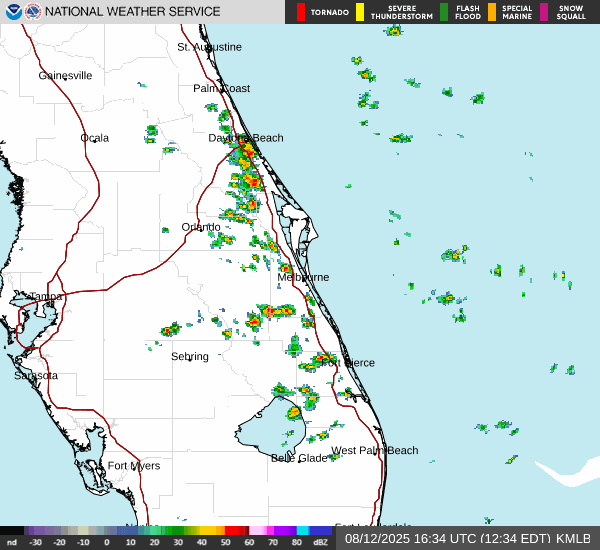 NATIONAL WEATHER SERVICE
TORNADO
SEVERE THUNDERSTORM
FLASH FLOOD
SPECIAL MARINE
SNOW SQUALL
St. Augustine
Gainesville
Palm Coast
Ocala
Daytona Beach
Orlando
Melbourne
Tampa
Sebring
Fort Pierce
Sarasota
West Palm Beach
Belle Glade
Fort Myers
Fort Lauderdale
nd -30 -20 -10 0 10 20 30 40 50 60 70 80 dBZ
08/12/2025 16:34 UTC (12:34 EDT) KMLB